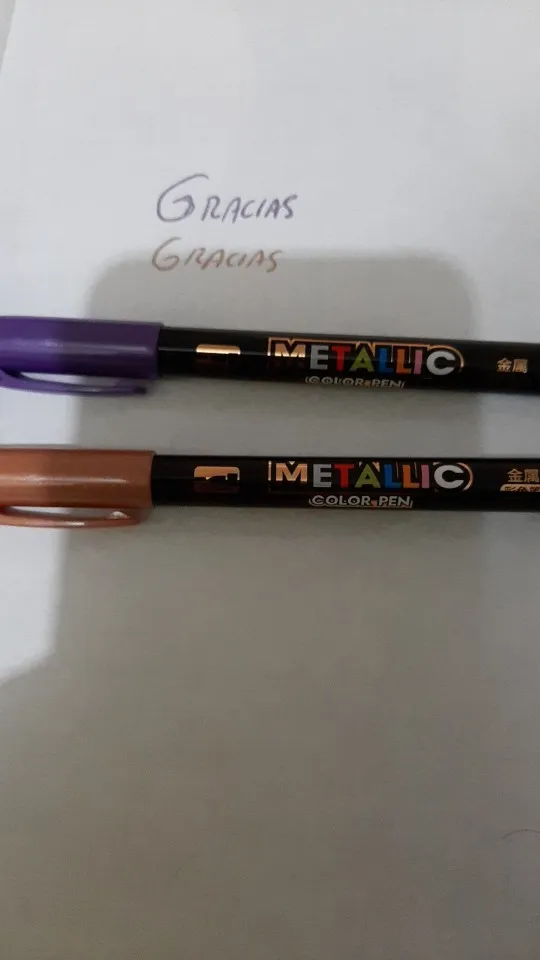 GRACIAS
GRACIAS
METALLIC
COLOR PEN
金属
METALLIC
COLOR PEN
金属